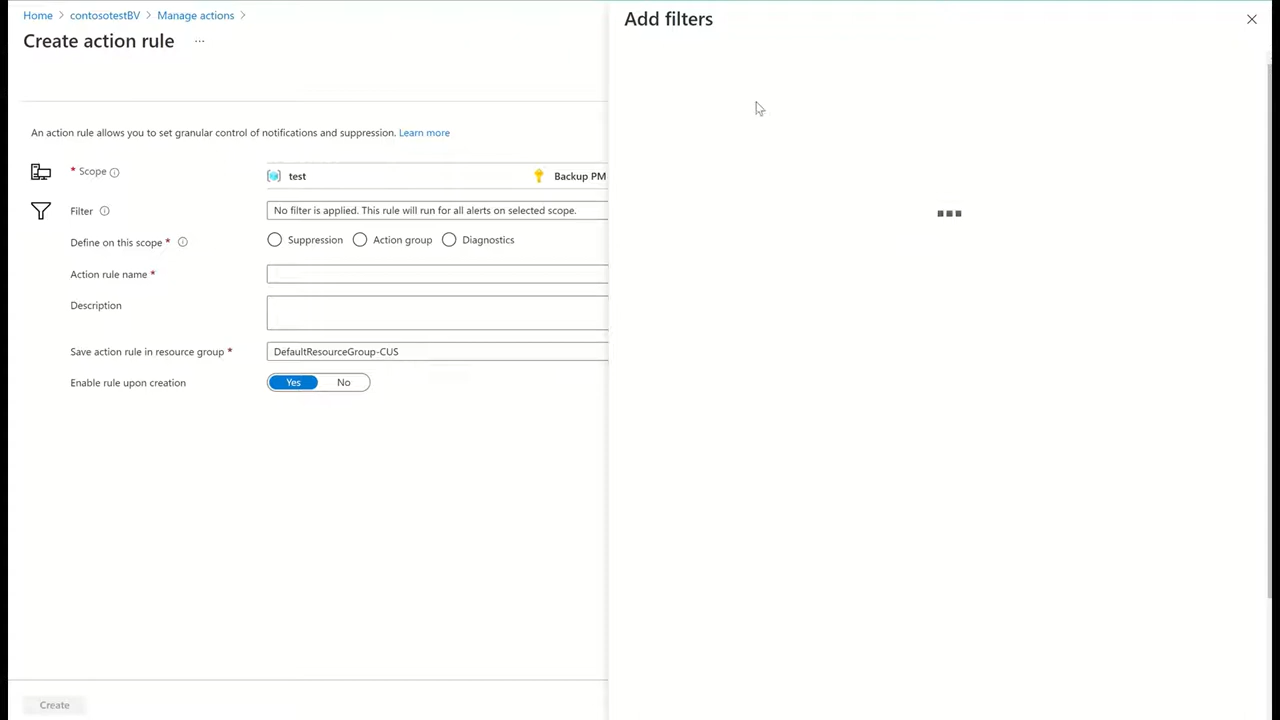 Home > contosotestBV > Manage actions >
Create action rule ...
An action rule allows you to set granular control of notifications and suppression. Learn more
* Scope
test
Backup PM
Filter
No filter is applied. This rule will run for all alerts on selected scope.
Define on this scope *
Suppression
Action group
Diagnostics
Action rule name *
Description
Save action rule in resource group *
DefaultResourceGroup-CUS
Enable rule upon creation
Yes
No
Create
Add filters